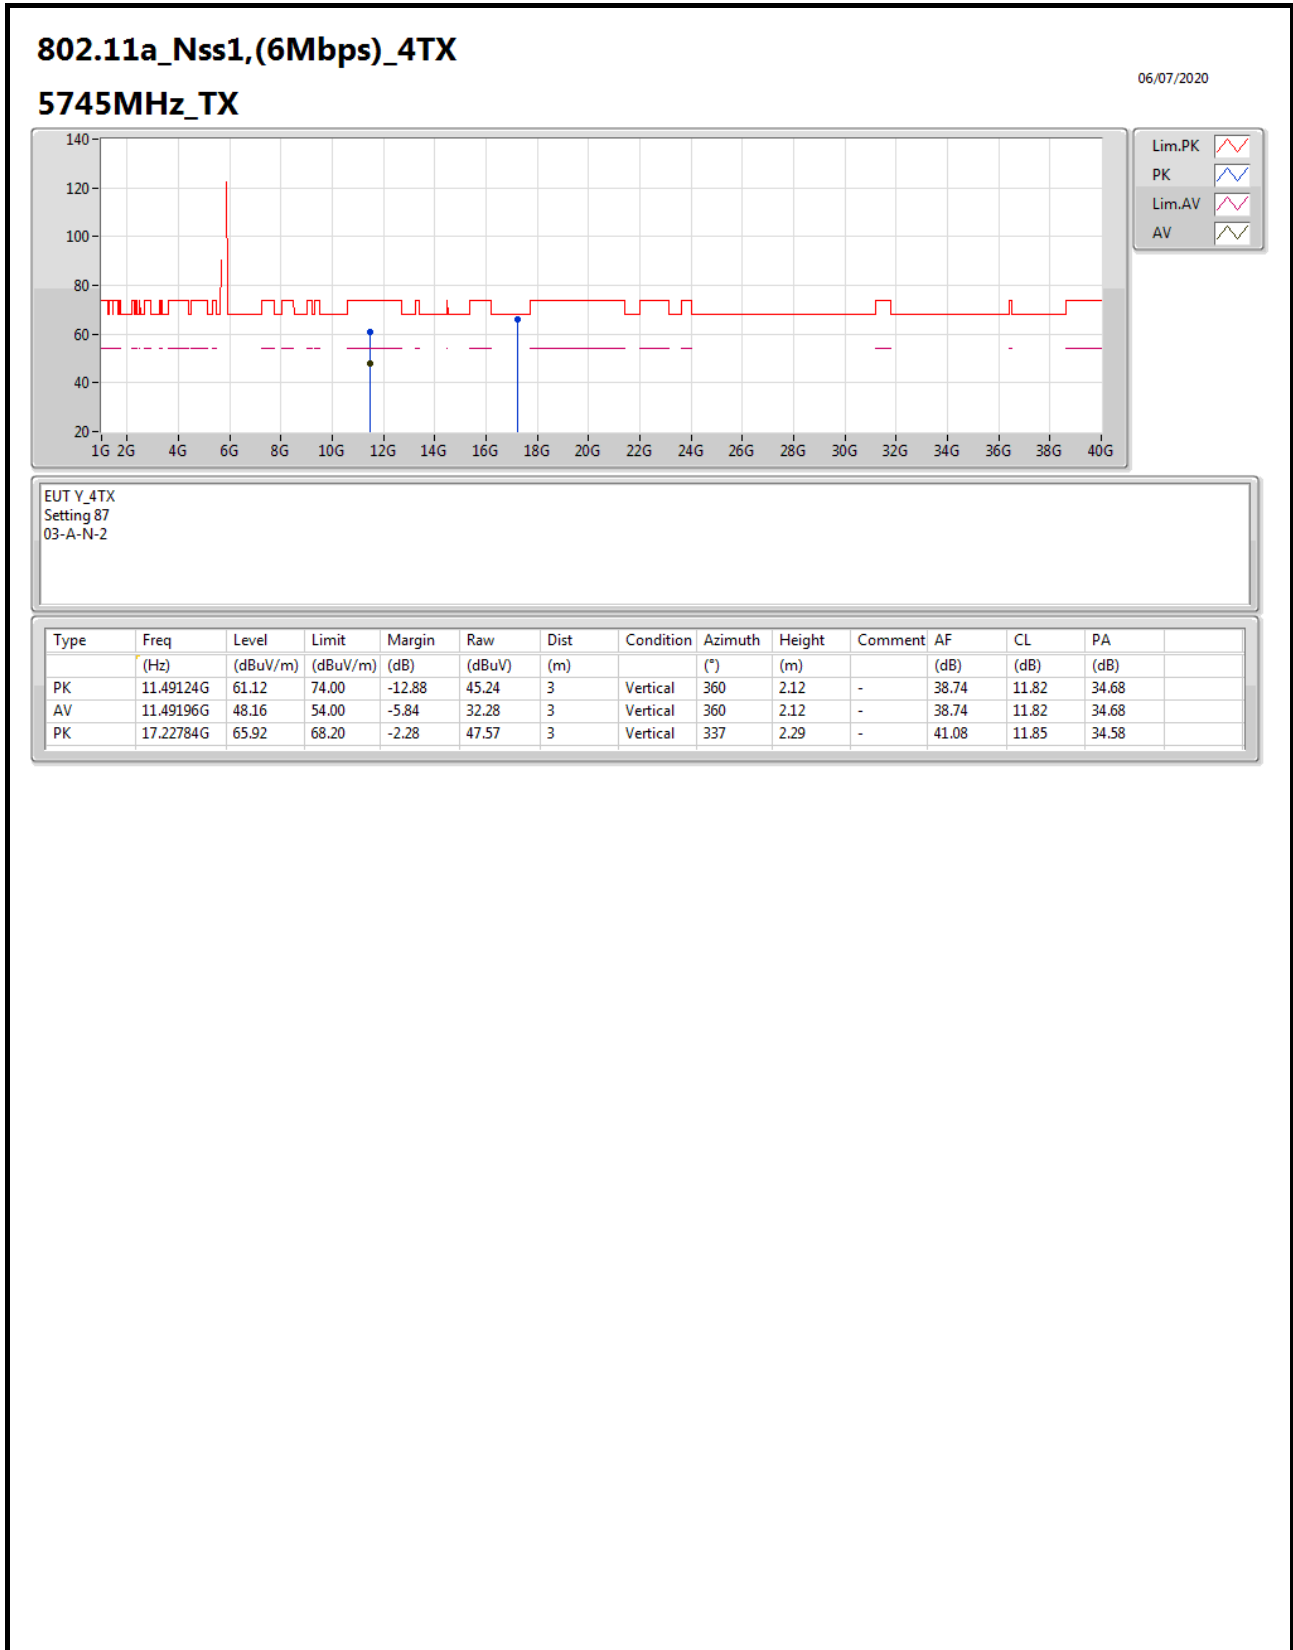 802.11a_Nss1,(6Mbps)_4TX
06/07/2020
5745MHz_TX
140
120
100
80
60
40
20
1G 2G 4G 6G 8G 10G 12G 14G 16G 18G 20G 22G 24G 26G 28G 30G 32G 34G 36G 38G 40G
Lim.PK
PK
Lim.AV
AV
EUT Y_4TX
Setting 87
03-A-N-2
Type Freq Level Limit Margin Raw Dist Condition Azimuth Height Comment AF CL PA
(Hz) (dBuV/m) (dBuV/m) (dB) (dBuV) (m) (°) (m) (dB) (dB) (dB)
PK 11.49124G 61.12 74.00 -12.88 45.24 3 Vertical 360 2.12 - 38.74 11.82 34.68
AV 11.49196G 48.16 54.00 -5.84 32.28 3 Vertical 360 2.12 - 38.74 11.82 34.68
PK 17.22784G 65.92 68.20 -2.28 47.57 3 Vertical 337 2.29 - 41.08 11.85 34.58